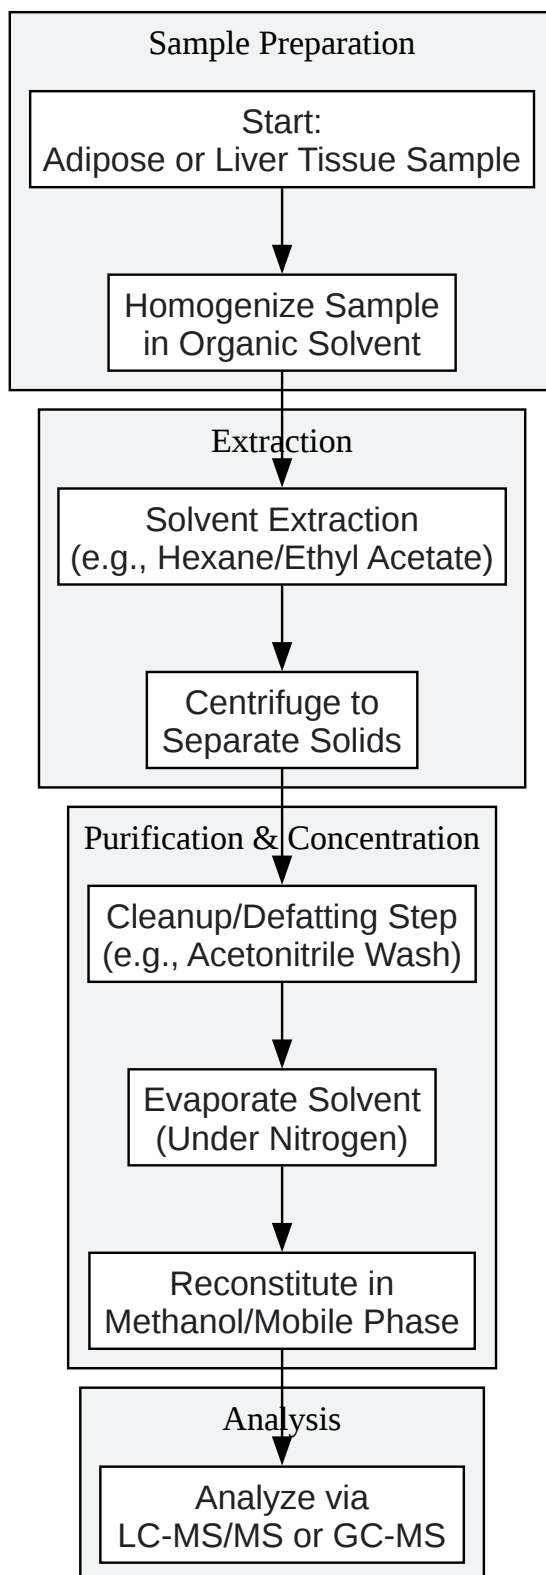 Sample Preparation
Start:
Adipose or Liver Tissue Sample
Homogenize Sample
in Organic Solvent
Extraction
Solvent Extraction
(e.g., Hexane/Ethyl Acetate)
Centrifuge to
Separate Solids
Purification & Concentration
Cleanup/Defatting Step
(e.g., Acetonitrile Wash)
Evaporate Solvent
(Under Nitrogen)
Reconstitute in
Methanol/Mobile Phase
Analysis
Analyze via
LC-MS/MS or GC-MS